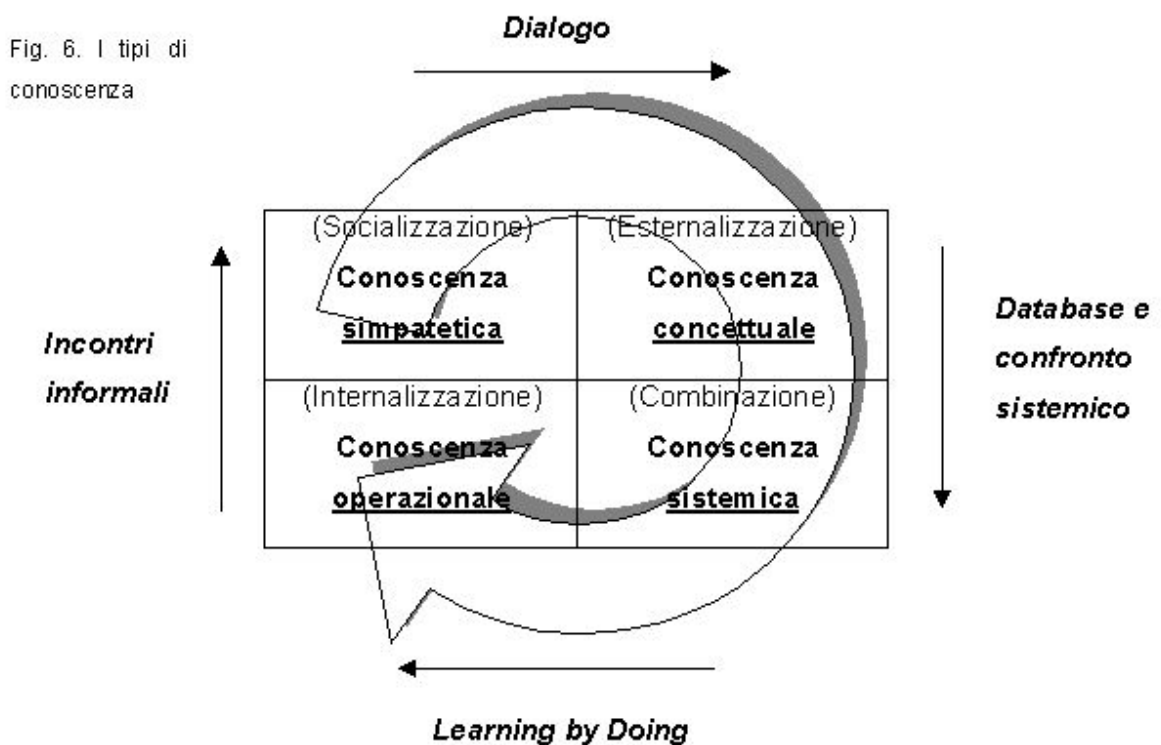 Fig. 6. I tipi di
conoscenza
Dialogo
(Socializzazione)
Conoscenza
simpatetica
(Esternalizzazione)
Conoscenza
concettuale
Incontri
informali
Database e
confronto
sistemico
(Internalizzazione)
Conoscenza
operazionale
(Combinazione)
Conoscenza
sistemica
Learning by Doing